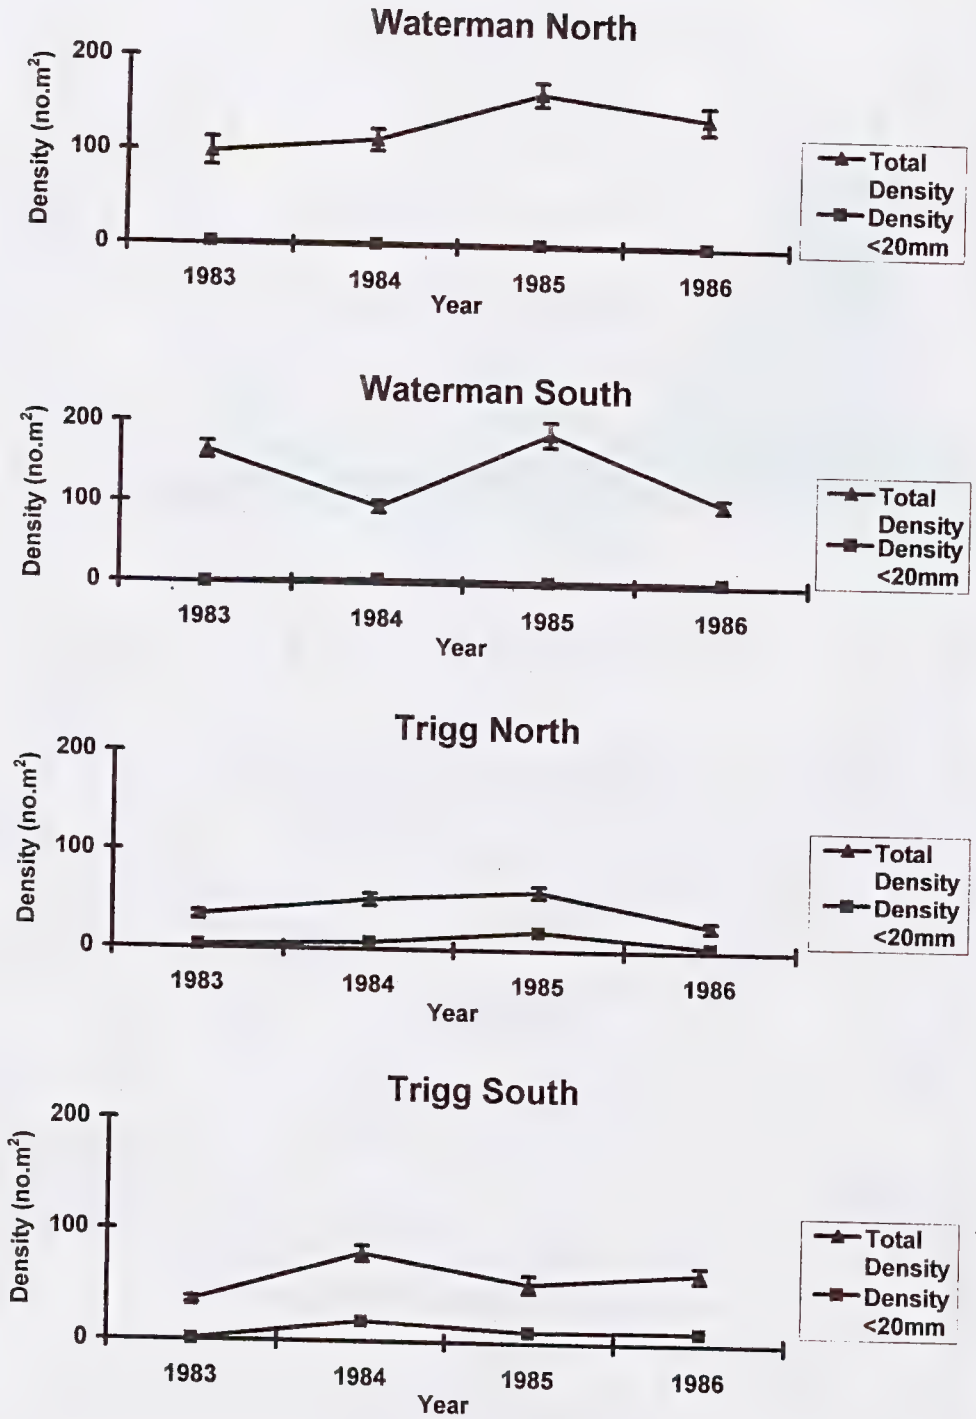 Waterman North
Density (no.m²)
200
100
0
1983 1984 1985 1986
Year
Total
Density
Density
<20mm
Waterman South
Density (no.m²)
200
100
0
1983 1984 1985 1986
Year
Total
Density
Density
<20mm
Trigg North
Density (no.m²)
200
100
0
1983 1984 1985 1986
Year
Total
Density
Density
<20mm
Trigg South
Density (no.m²)
200
100
0
1983 1984 1985 1986
Year
Total
Density
Density
<20mm